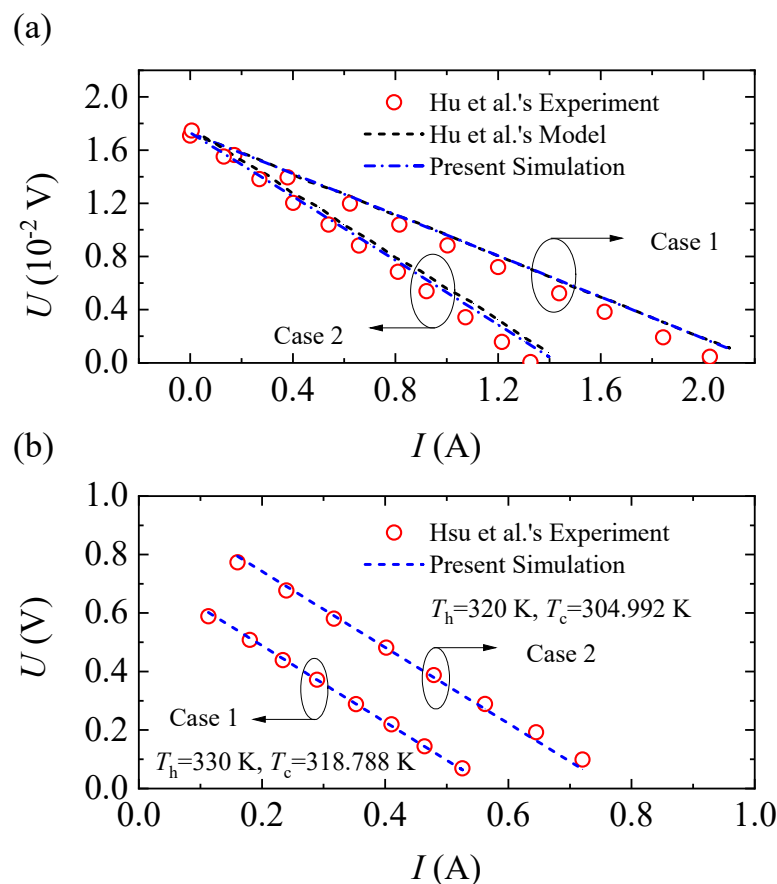 (a)
2.0
1.6
1.2
0.8
0.4
0.0
U (10⁻² V)
Hu et al.'s Experiment
Hu et al.'s Model
Present Simulation
Case 1
Case 2
0.0 0.4 0.8 1.2 1.6 2.0
I (A)
(b)
1.0
0.8
0.6
0.4
0.2
0.0
U (V)
Hsu et al.'s Experiment
Present Simulation
Tₕ=320 K, T_c=304.992 K
Case 2
Case 1
Tₕ=330 K, T_c=318.788 K
0.2 0.4 0.6 0.8 1.0
I (A)